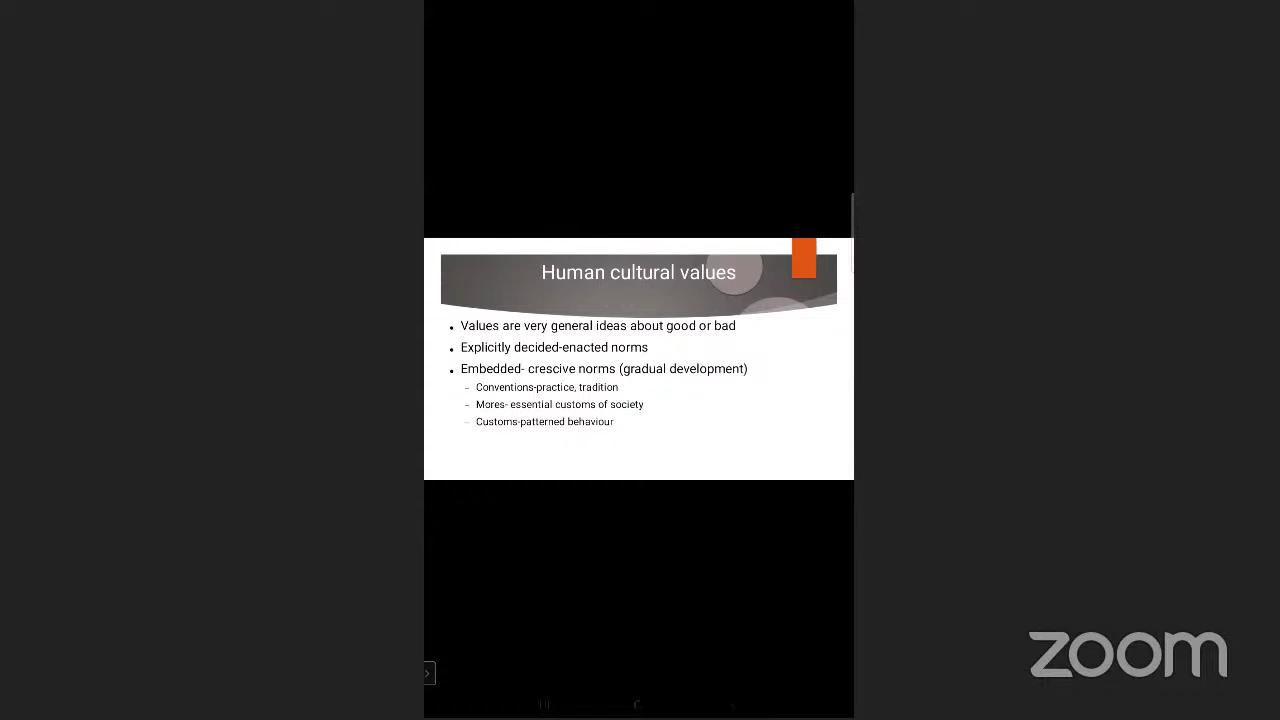 Human cultural values
• Values are very general ideas about good or bad
• Explicitly decided-enacted norms
• Embedded- crescive norms (gradual development)
– Conventions-practice, tradition
– Mores- essential customs of society
– Customs-patterned behaviour
zoom